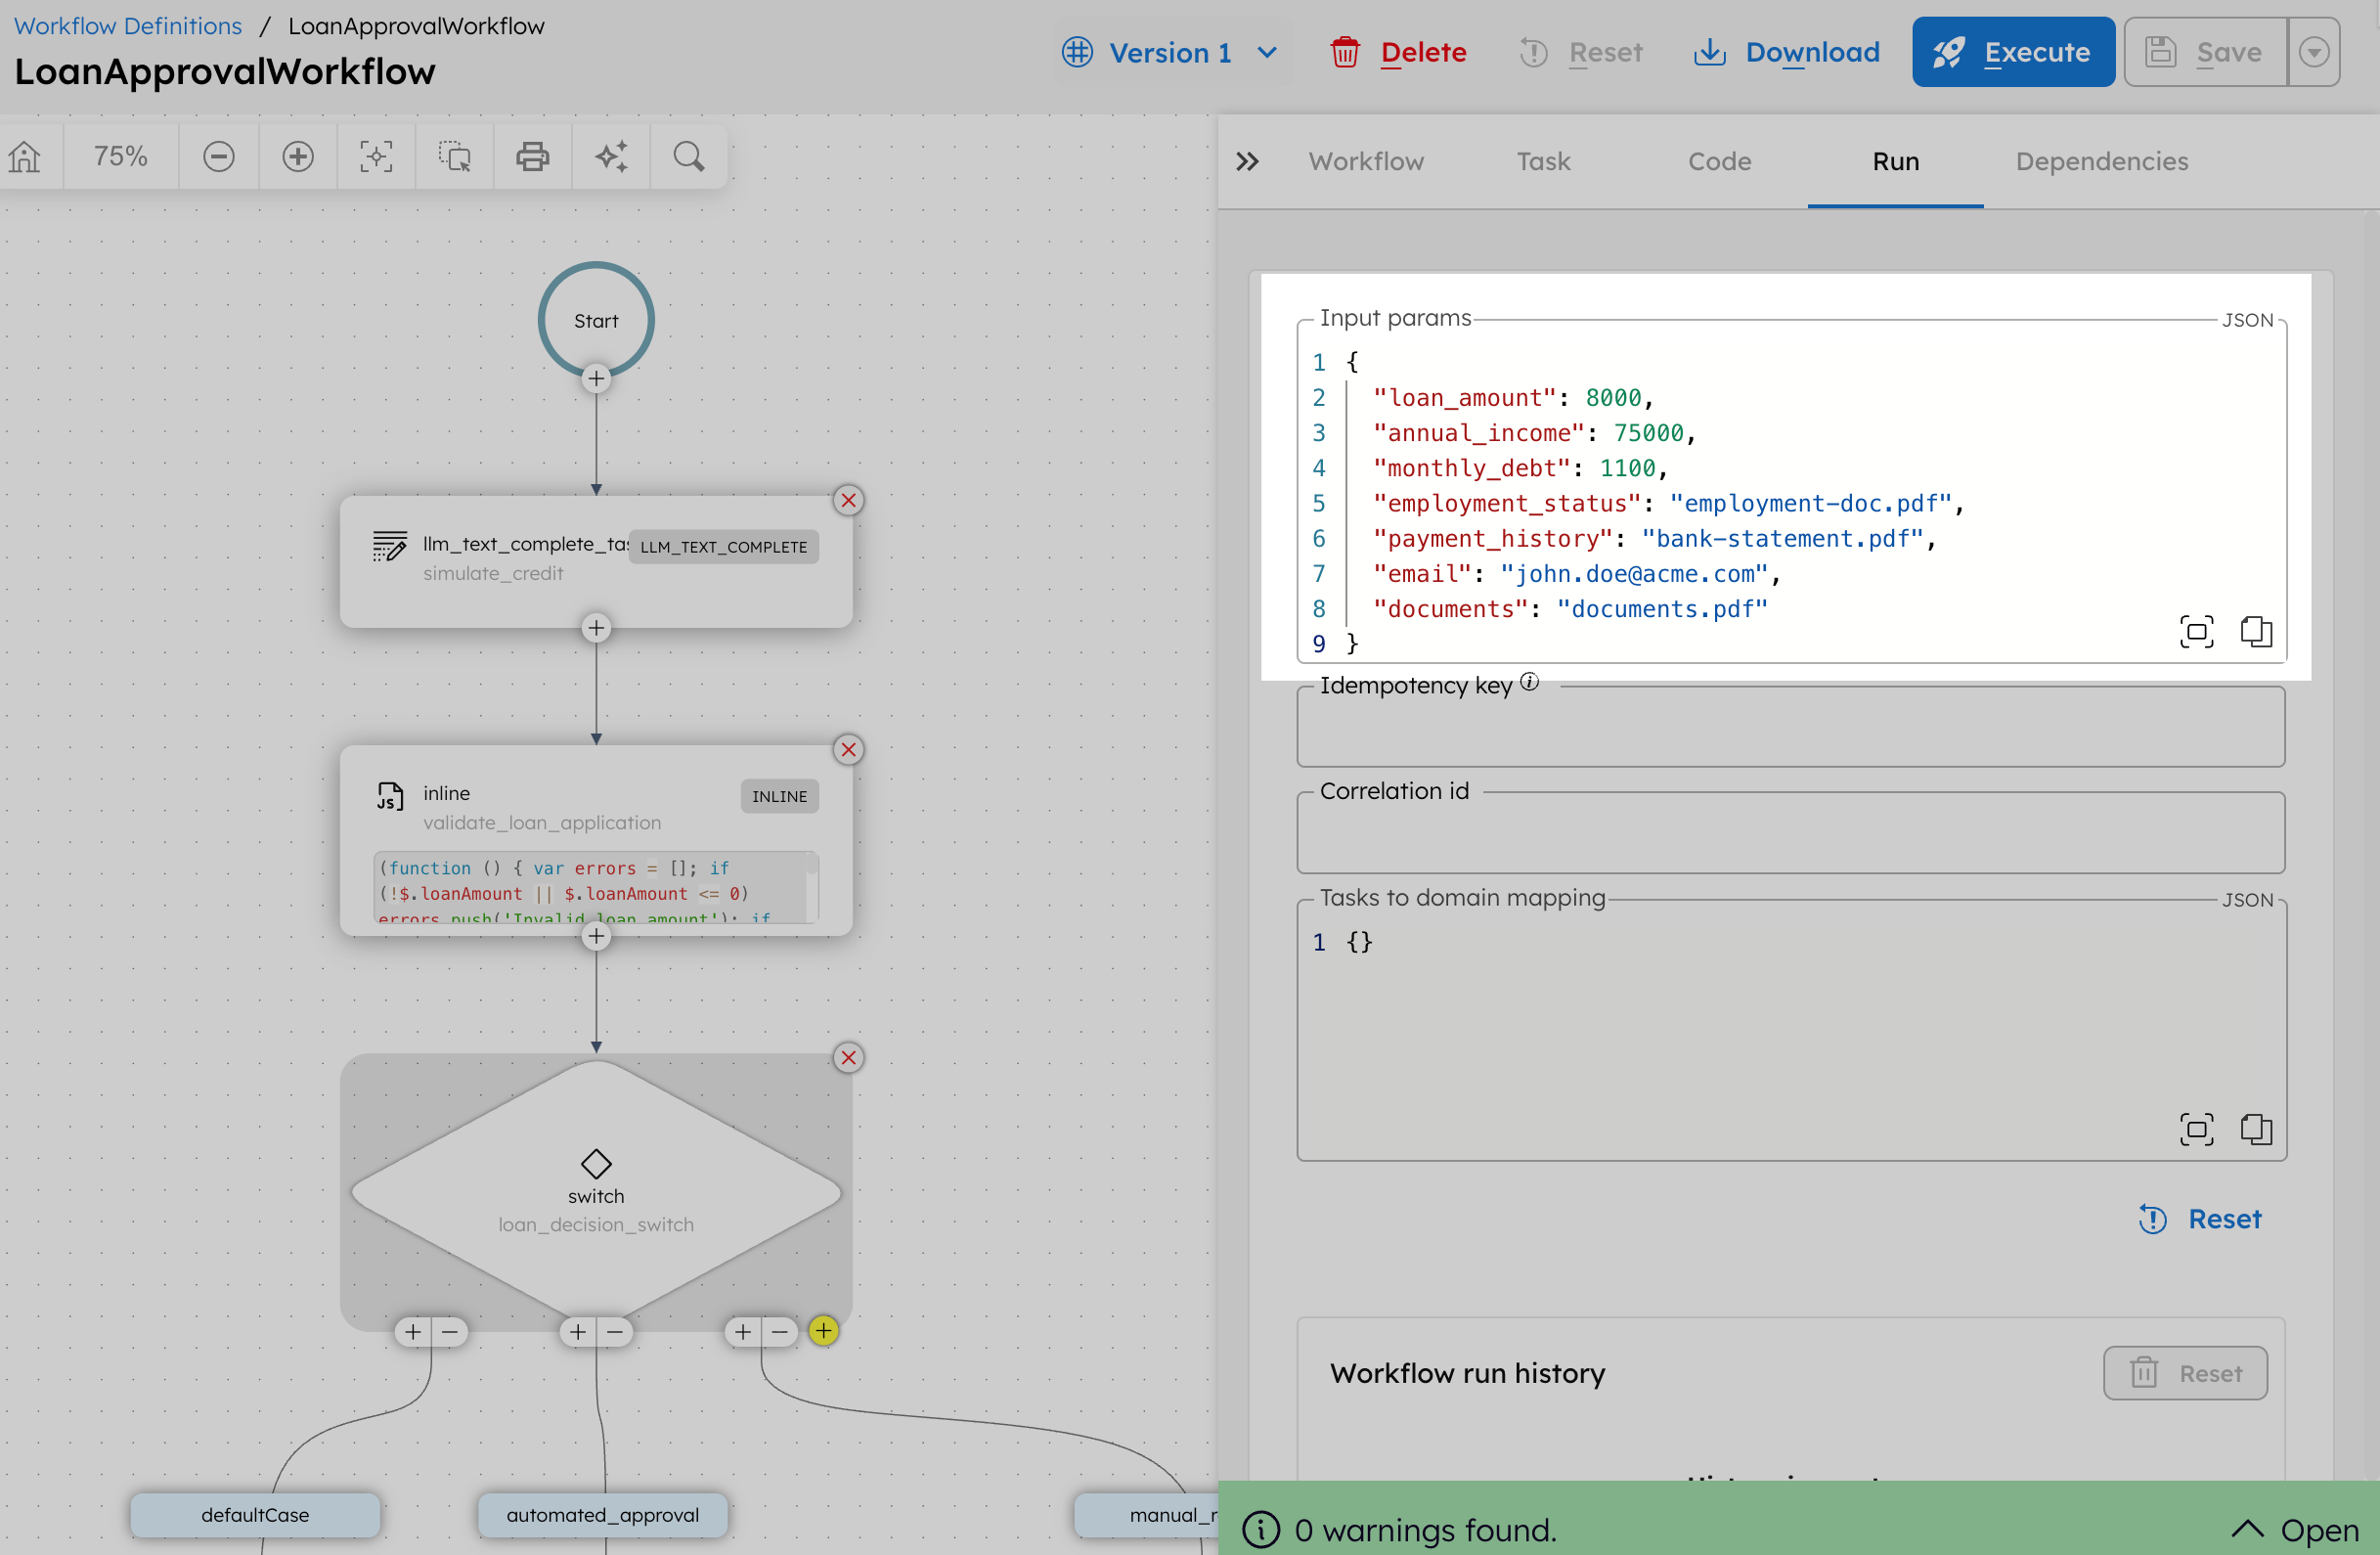 Workflow Definitions / LoanApprovalWorkflow
LoanApprovalWorkflow
Version 1
Delete
Reset
Download
Execute
Save
75%
Workflow
Task
Code
Run
Dependencies
Start
llm_text_complete_tas
LLM_TEXT_COMPLETE
simulate_credit
JS
inline
INLINE
validate_loan_application
(function () { var errors = []; if
(!$.loanAmount || $.loanAmount <= 0)
errors.push('Invalid loan amount'); if
switch
loan_decision_switch
defaultCase
automated_approval
manual_r
Input params
JSON
1 {
2 "loan_amount": 8000,
3 "annual_income": 75000,
4 "monthly_debt": 1100,
5 "employment_status": "employment-doc.pdf",
6 "payment_history": "bank-statement.pdf",
7 "email": "john.doe@acme.com",
8 "documents": "documents.pdf"
9 }
Idempotency key
Correlation id
Tasks to domain mapping
JSON
1 {}
Reset
Workflow run history
Reset
0 warnings found.
Open